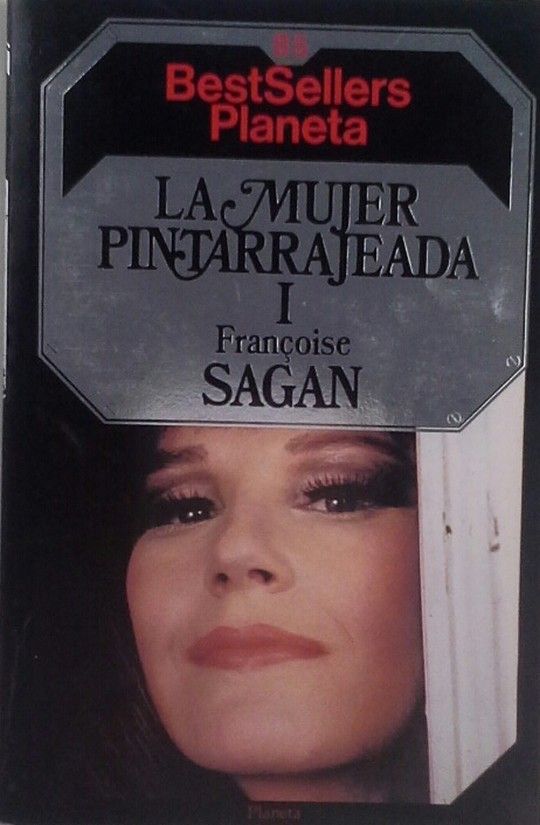 BestSellers
Planeta
LA MUJER
PINTARRAJEADA
I
Françoise
SAGAN
Planeta